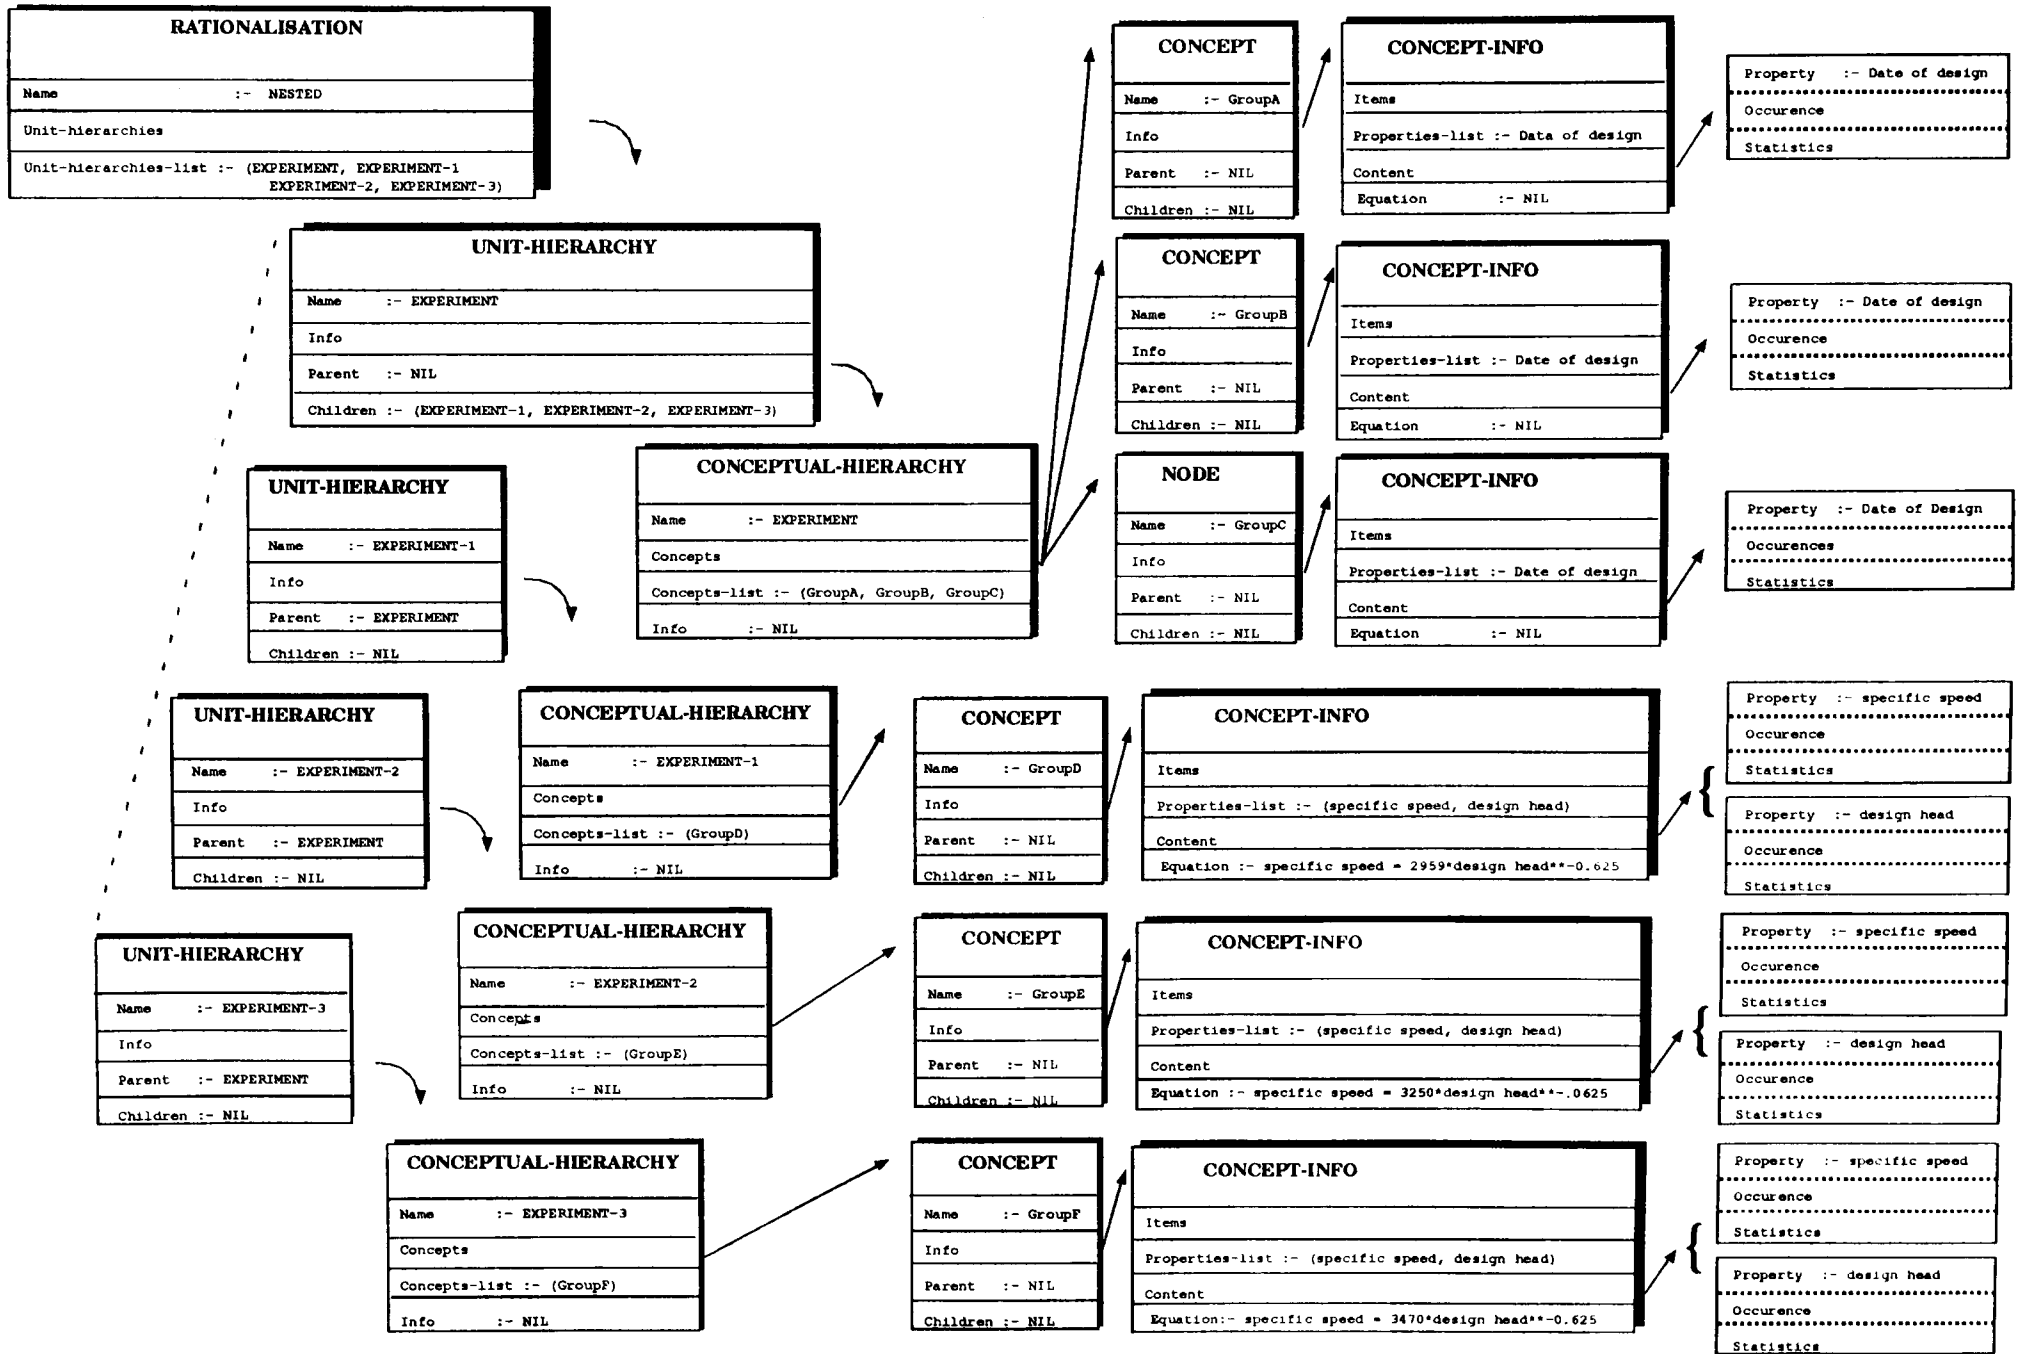 RATIONALISATION
Name :- NESTED
Unit-hierarchies
Unit-hierarchies-list :- (EXPERIMENT, EXPERIMENT-1
EXPERIMENT-2, EXPERIMENT-3)
UNIT-HIERARCHY
Name :- EXPERIMENT
Info
Parent :- NIL
Children :- (EXPERIMENT-1, EXPERIMENT-2, EXPERIMENT-3)
CONCEPTUAL-HIERARCHY
Name :- EXPERIMENT
Concepts
Concepts-list :- (GroupA, GroupB, GroupC)
Info :- NIL
CONCEPT
Name :- GroupA
Info
Parent :- NIL
Children :- NIL
CONCEPT-INFO
Items
Properties-list :- Data of design
Content
Equation :- NIL
Property :- Date of design
Occurence
Statistics
CONCEPT
Name :- GroupB
Info
Parent :- NIL
Children :- NIL
CONCEPT-INFO
Items
Properties-list :- Date of design
Content
Equation :- NIL
Property :- Date of design
Occurence
Statistics
NODE
Name :- GroupC
Info
Parent :- NIL
Children :- NIL
CONCEPT-INFO
Items
Properties-list :- Date of design
Content
Equation :- NIL
Property :- Date of Design
Occurences
Statistics
UNIT-HIERARCHY
Name :- EXPERIMENT-1
Info
Parent :- EXPERIMENT
Children :- NIL
CONCEPTUAL-HIERARCHY
Name :- EXPERIMENT-1
Concepts
Concepts-list :- (GroupD)
Info :- NIL
CONCEPT
Name :- GroupD
Info
Parent :- NIL
Children :- NIL
CONCEPT-INFO
Items
Properties-list :- (specific speed, design head)
Content
Equation :- specific speed = 2959*design head**-0.625
Property :- specific speed
Occurence
Statistics
Property :- design head
Occurence
Statistics
UNIT-HIERARCHY
Name :- EXPERIMENT-2
Info
Parent :- EXPERIMENT
Children :- NIL
CONCEPTUAL-HIERARCHY
Name :- EXPERIMENT-2
Concepts
Concepts-list :- (GroupE)
Info :- NIL
CONCEPT
Name :- GroupE
Info
Parent :- NIL
Children :- NIL
CONCEPT-INFO
Items
Properties-list :- (specific speed, design head)
Content
Equation :- specific speed = 3250*design head**-.0625
Property :- specific speed
Occurence
Statistics
Property :- design head
Occurence
Statistics
UNIT-HIERARCHY
Name :- EXPERIMENT-3
Info
Parent :- EXPERIMENT
Children :- NIL
CONCEPTUAL-HIERARCHY
Name :- EXPERIMENT-3
Concepts
Concepts-list :- (GroupF)
Info :- NIL
CONCEPT
Name :- GroupF
Info
Parent :- NIL
Children :- NIL
CONCEPT-INFO
Items
Properties-list :- (specific speed, design head)
Content
Equation:- specific speed = 3470*design head**-0.625
Property :- specific speed
Occurence
Statistics
Property :- design head
Occurence
Statistics